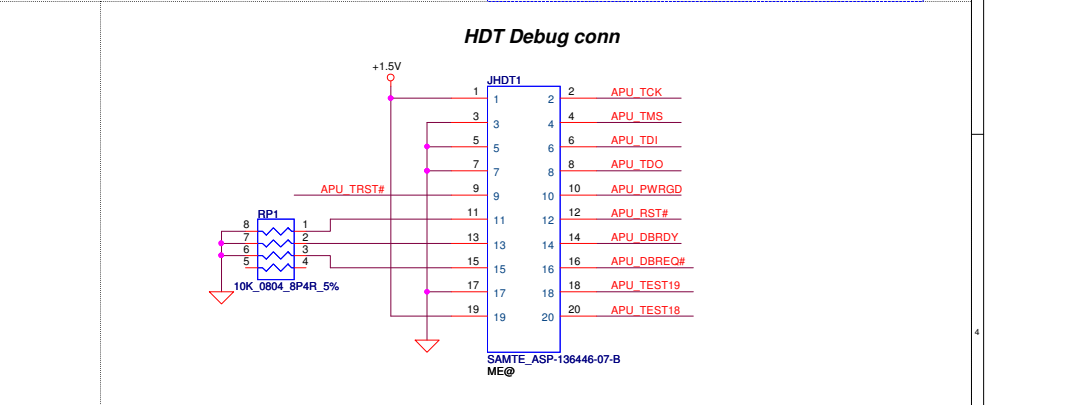 HDT Debug conn
+1.5V
JHDT1
1 1 2 2 APU_TCK
3 3 4 4 APU_TMS
5 5 6 6 APU_TDI
7 7 8 8 APU_TDO
APU_TRST# 9 9 10 10 APU_PWRGD
11 11 12 12 APU_RST#
13 13 14 14 APU_DBRDY
15 15 16 16 APU_DBREQ#
17 17 18 18 APU_TEST19
19 19 20 20 APU_TEST18
RP1
8 1
7 2
6 3
5 4
10K_0804_8P4R_5%
SAMTE_ASP-136446-07-B
ME@
4